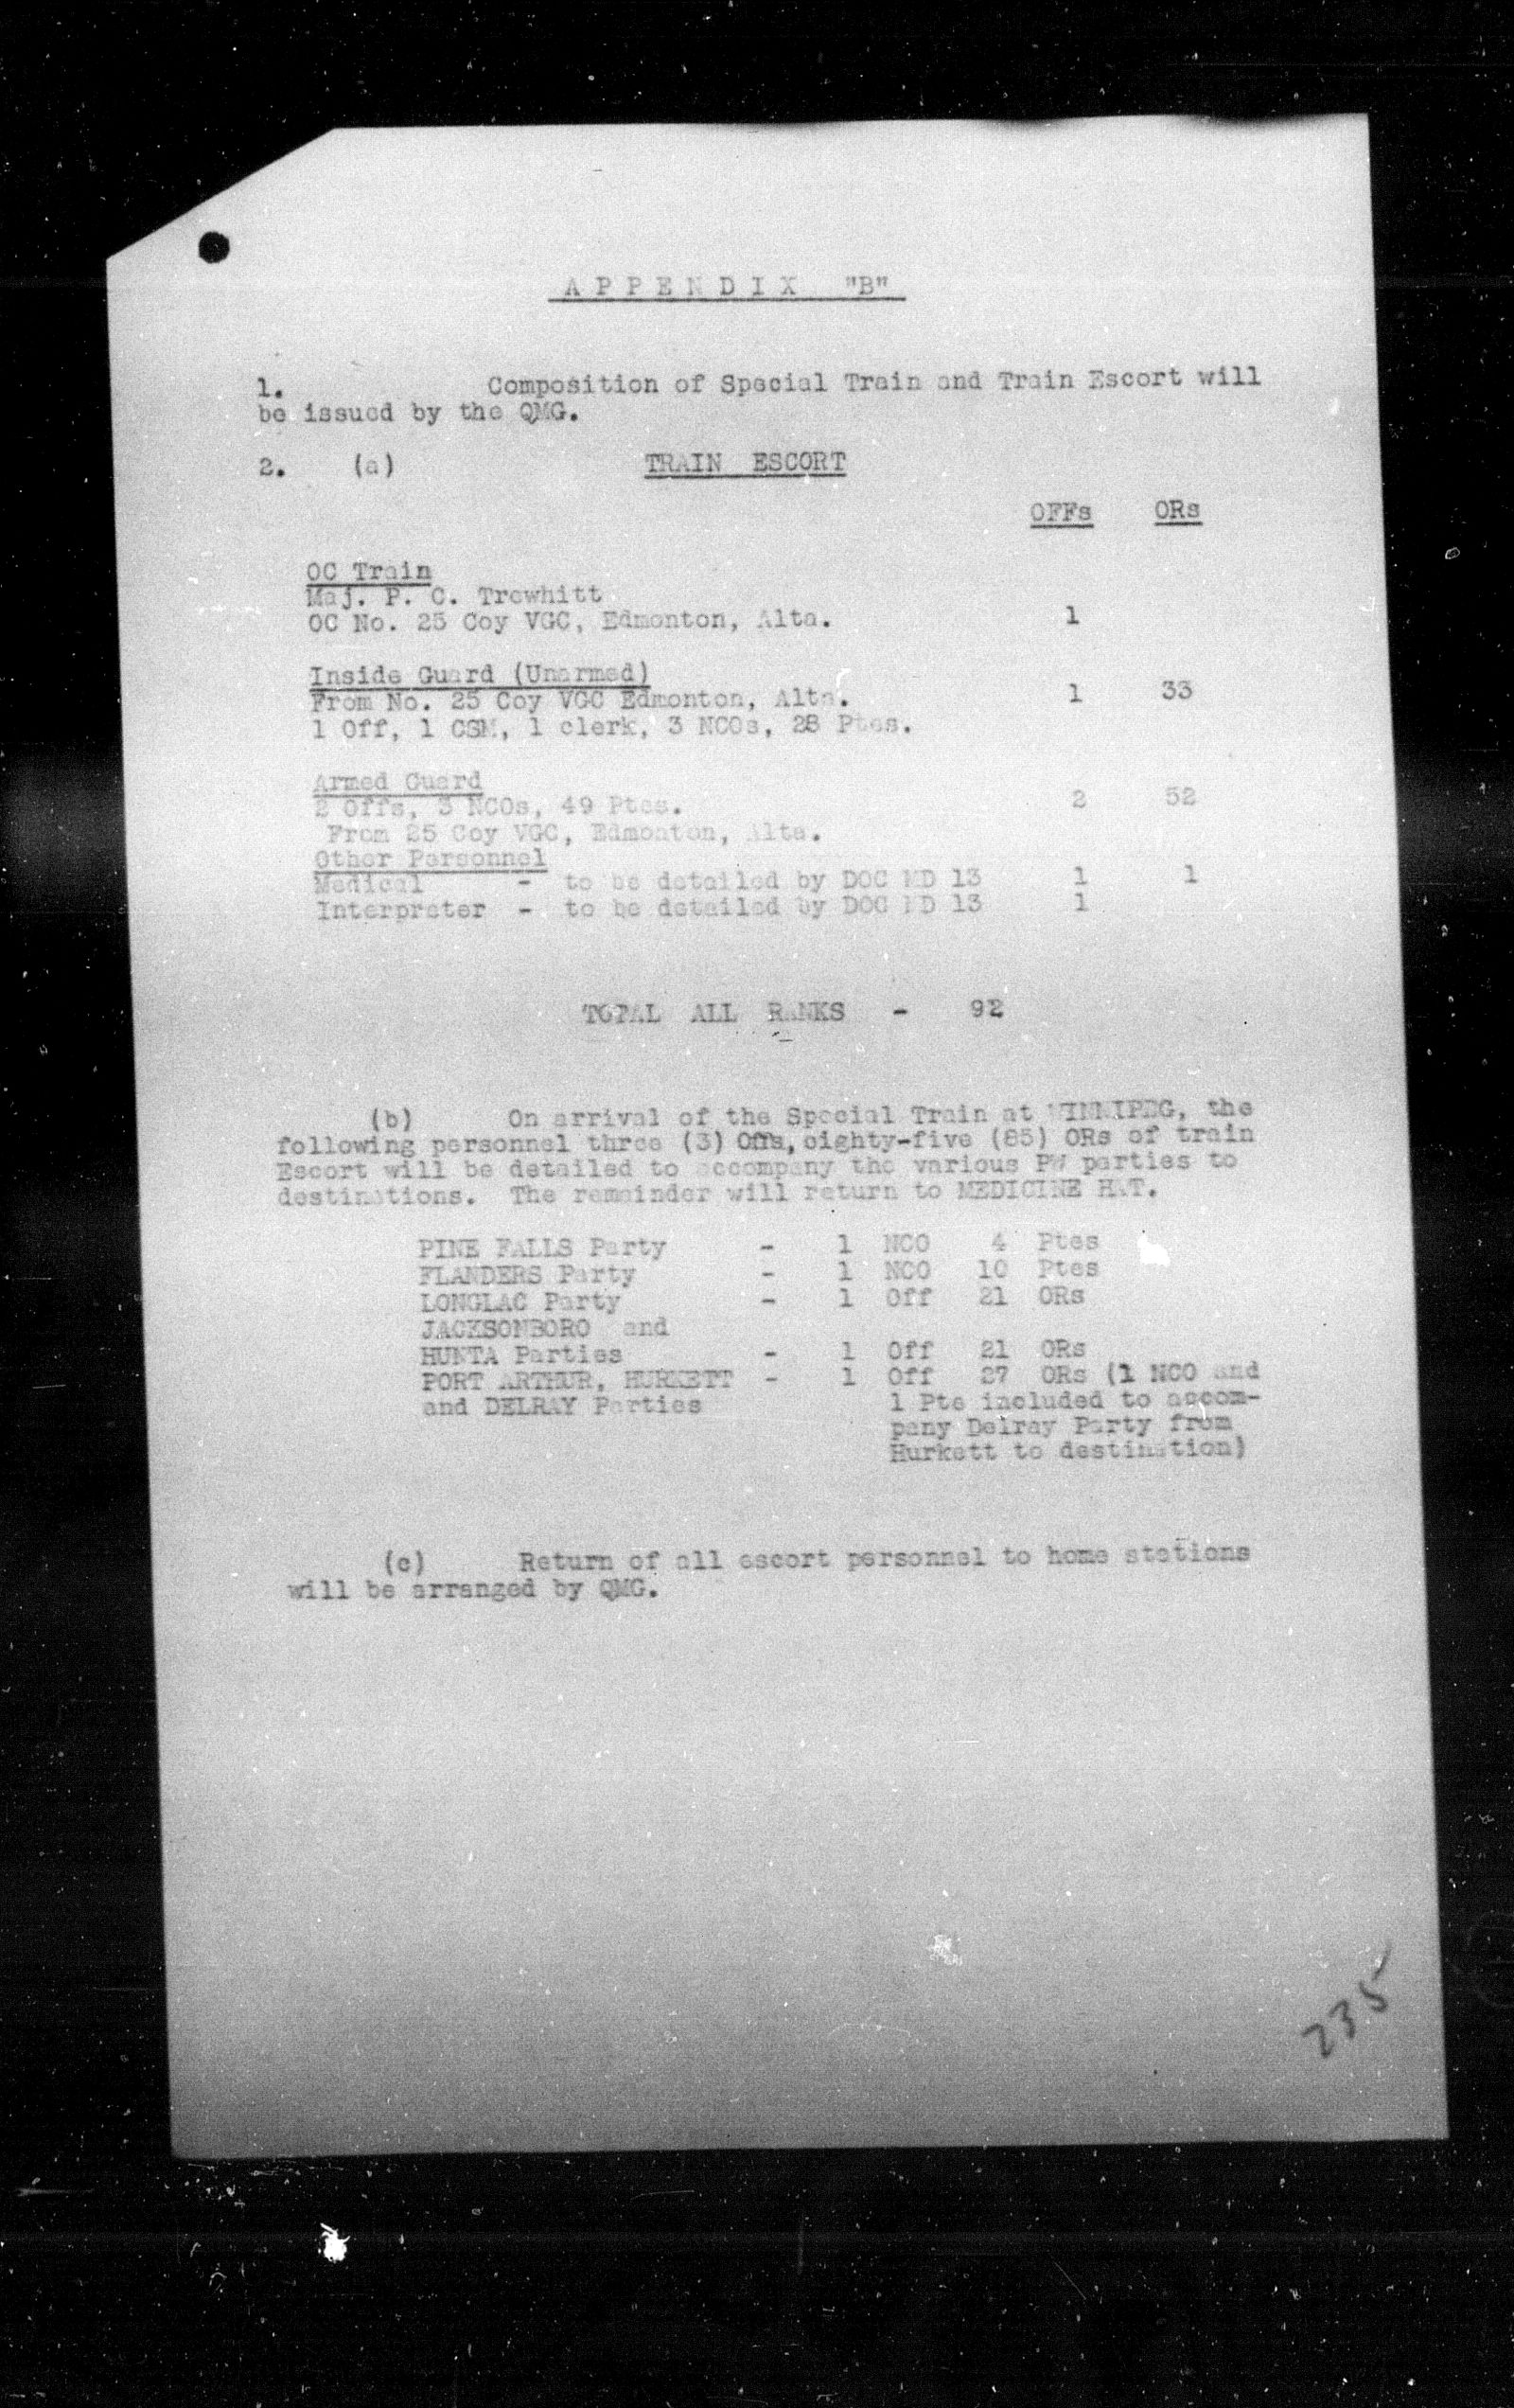 APPENDIX "B"
1. Composition of Special Train and Train Escort will
be issued by the QMG.
2. (a) TRAIN ESCORT
OFFs ORs
OC Train
Maj. P. C. Trewhitt
OC No. 25 Coy VGC, Edmonton, Alta. 1
Inside Guard (Unarmed)
From No. 25 Coy VGC Edmonton, Alta. 1 33
1 Off, 1 CSM, 1 clerk, 3 NCOs, 28 Ptes.
Armed Guard
2 Offs, 3 NCOs, 49 Ptes. 2 52
From 25 Coy VGC, Edmonton, Alta.
Other Personnel
Medical - to be detailed by DOC MD 13 1 1
Interpreter - to be detailed by DOC MD 13 1
TOTAL ALL RANKS - 92
(b) On arrival of the Special Train at WINNIPEG, the
following personnel three (3) Offs, eighty-five (85) ORs of train
Escort will be detailed to accompany the various PW parties to
destinations. The remainder will return to MEDICINE HAT.
PINE FALLS Party - 1 NCO 4 Ptes
FLANDERS Party - 1 NCO 10 Ptes
LONGLAC Party - 1 Off 21 ORs
JACKSONBORO and
HUNTA Parties - 1 Off 21 ORs
PORT ARTHUR, HURKETT - 1 Off 27 ORs (1 NCO and
and DELRAY Parties 1 Pte included to accom-
pany Delray Party from
Hurkett to destination)
(c) Return of all escort personnel to home stations
will be arranged by QMG.
235